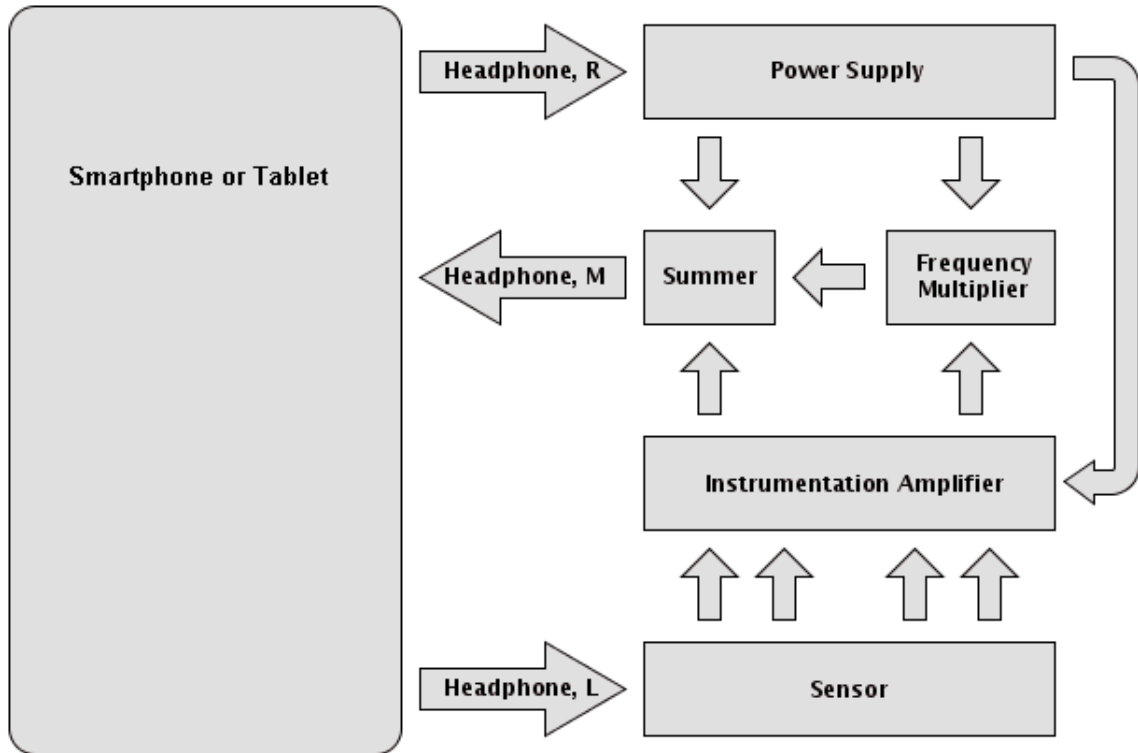 Headphone, R
Power Supply
Smartphone or Tablet
Headphone, M
Summer
Frequency
Multiplier
Instrumentation Amplifier
Headphone, L
Sensor